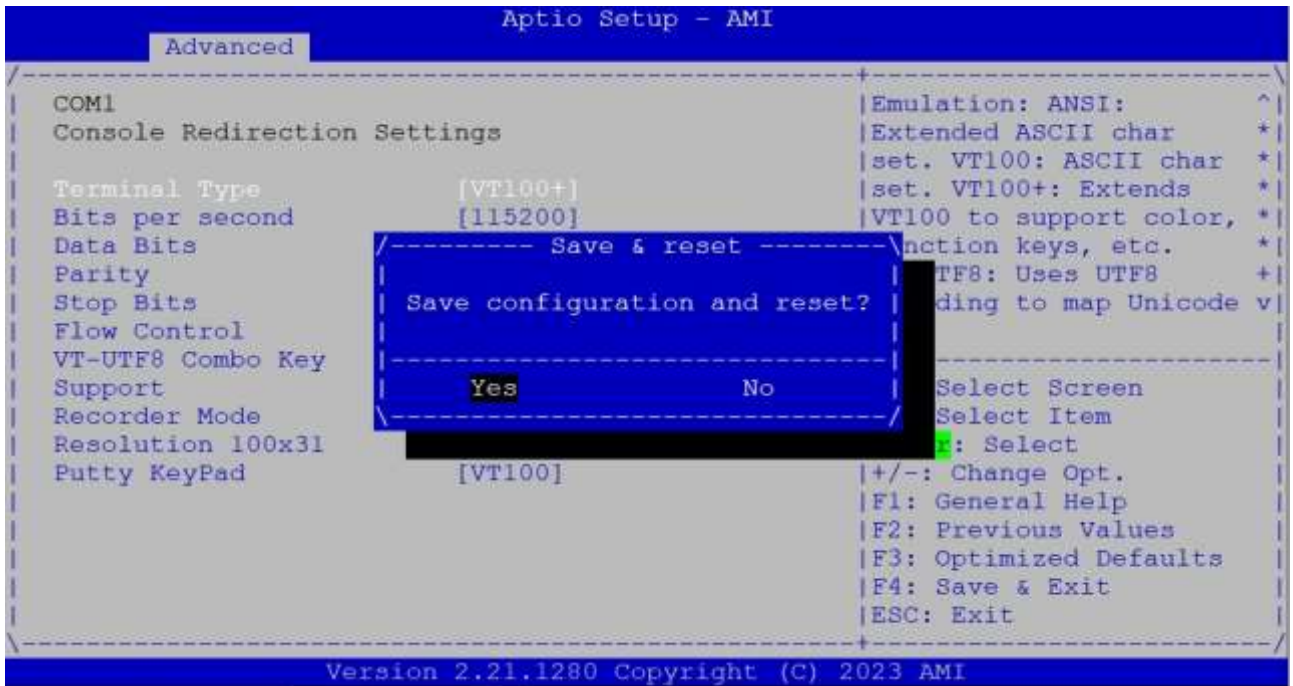 Aptio Setup - AMI
Advanced
COM1
Console Redirection Settings
Terminal Type [VT100+]
Bits per second [115200]
Data Bits
Parity
Stop Bits
Flow Control
VT-UTF8 Combo Key
Support
Recorder Mode
Resolution 100x31
Putty KeyPad [VT100]
Save & reset
Save configuration and reset?
Yes No
Emulation: ANSI:
Extended ASCII char
set. VT100: ASCII char
set. VT100+: Extends
VT100 to support color,
nction keys, etc.
TF8: Uses UTF8
ding to map Unicode
Select Screen
Select Item
r: Select
+/-: Change Opt.
F1: General Help
F2: Previous Values
F3: Optimized Defaults
F4: Save & Exit
ESC: Exit
Version 2.21.1280 Copyright (C) 2023 AMI